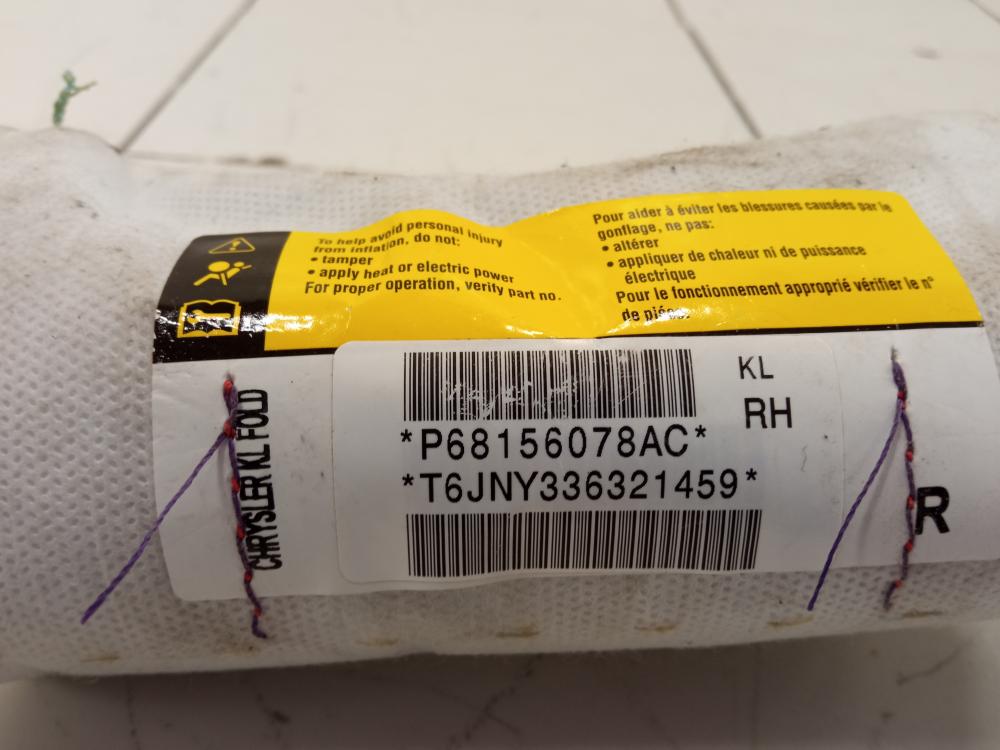 To help avoid personal injury
from inflation, do not:
• tamper
• apply heat or electric power
For proper operation, verify part no.
Pour aider à éviter les blessures causées par le
gonflage, ne pas:
• altérer
• appliquer de chaleur ni de puissance
électrique
Pour le fonctionnement approprié vérifier le n°
de pièce.
CHRYSLER KL FOLD
KL
RH
*P68156078AC*
*T6JNY336321459*
R